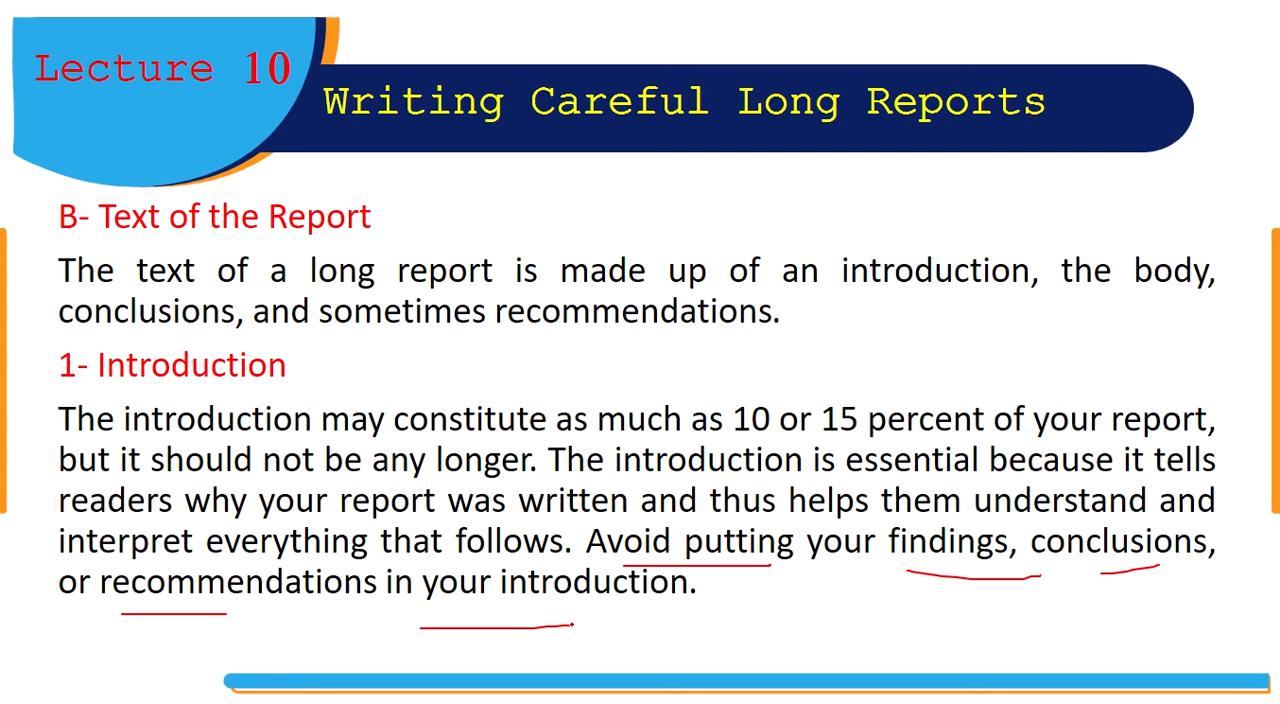 Lecture 10
Writing Careful Long Reports
B- Text of the Report
The text of a long report is made up of an introduction, the body,
conclusions, and sometimes recommendations.
1- Introduction
The introduction may constitute as much as 10 or 15 percent of your report,
but it should not be any longer. The introduction is essential because it tells
readers why your report was written and thus helps them understand and
interpret everything that follows. Avoid putting your findings, conclusions,
or recommendations in your introduction.